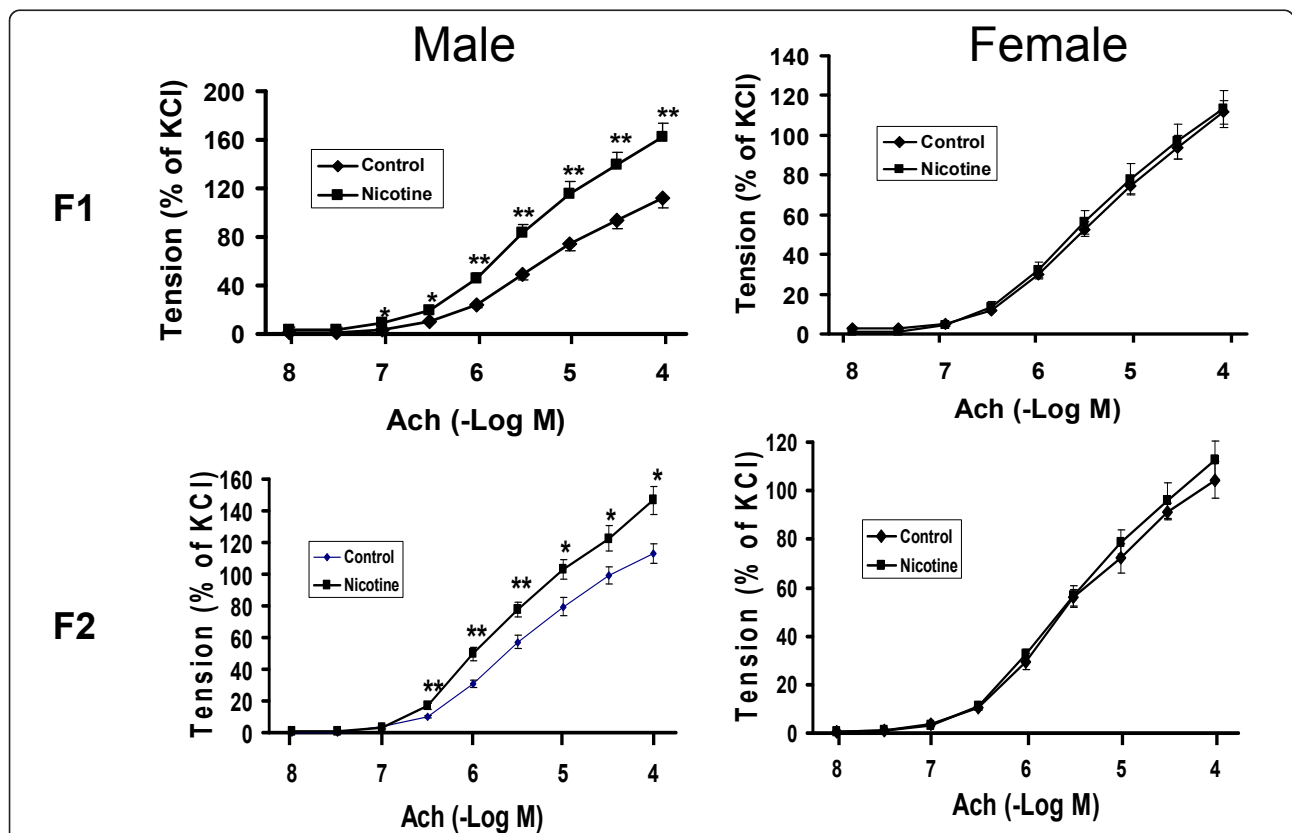 Male
Female
F1
Tension (% of KCl)
200
160
120
80
40
0
Control
Nicotine
*
*
**
**
**
**
**
8 7 6 5 4
Ach (-Log M)
Tension (% of KCl)
140
120
100
80
60
40
20
0
Control
Nicotine
8 7 6 5 4
Ach (-Log M)
F2
Tension (% of KCl)
160
140
120
100
80
60
40
20
0
Control
Nicotine
**
**
**
*
*
*
8 7 6 5 4
Ach (-Log M)
Tension (% of KCl)
120
100
80
60
40
20
0
Control
Nicotine
8 7 6 5 4
Ach (-Log M)